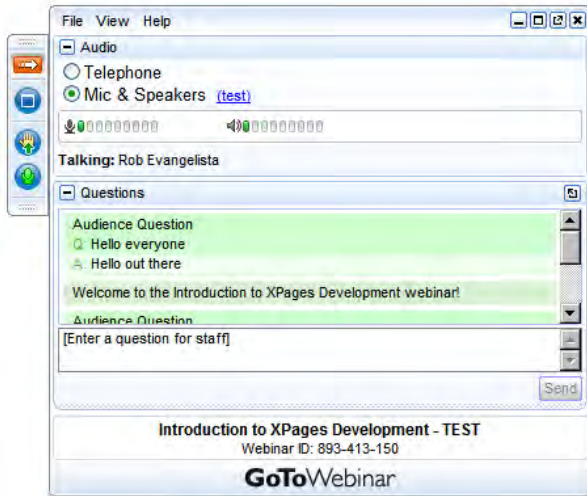 File View Help
Audio
Telephone
Mic & Speakers (test)
Talking: Rob Evangelista
Questions
Audience Question
Q Hello everyone
A Hello out there
Welcome to the Introduction to XPages Development webinar!
Audience Question
[Enter a question for staff]
Send
Introduction to XPages Development - TEST
Webinar ID: 893-413-150
GoToWebinar